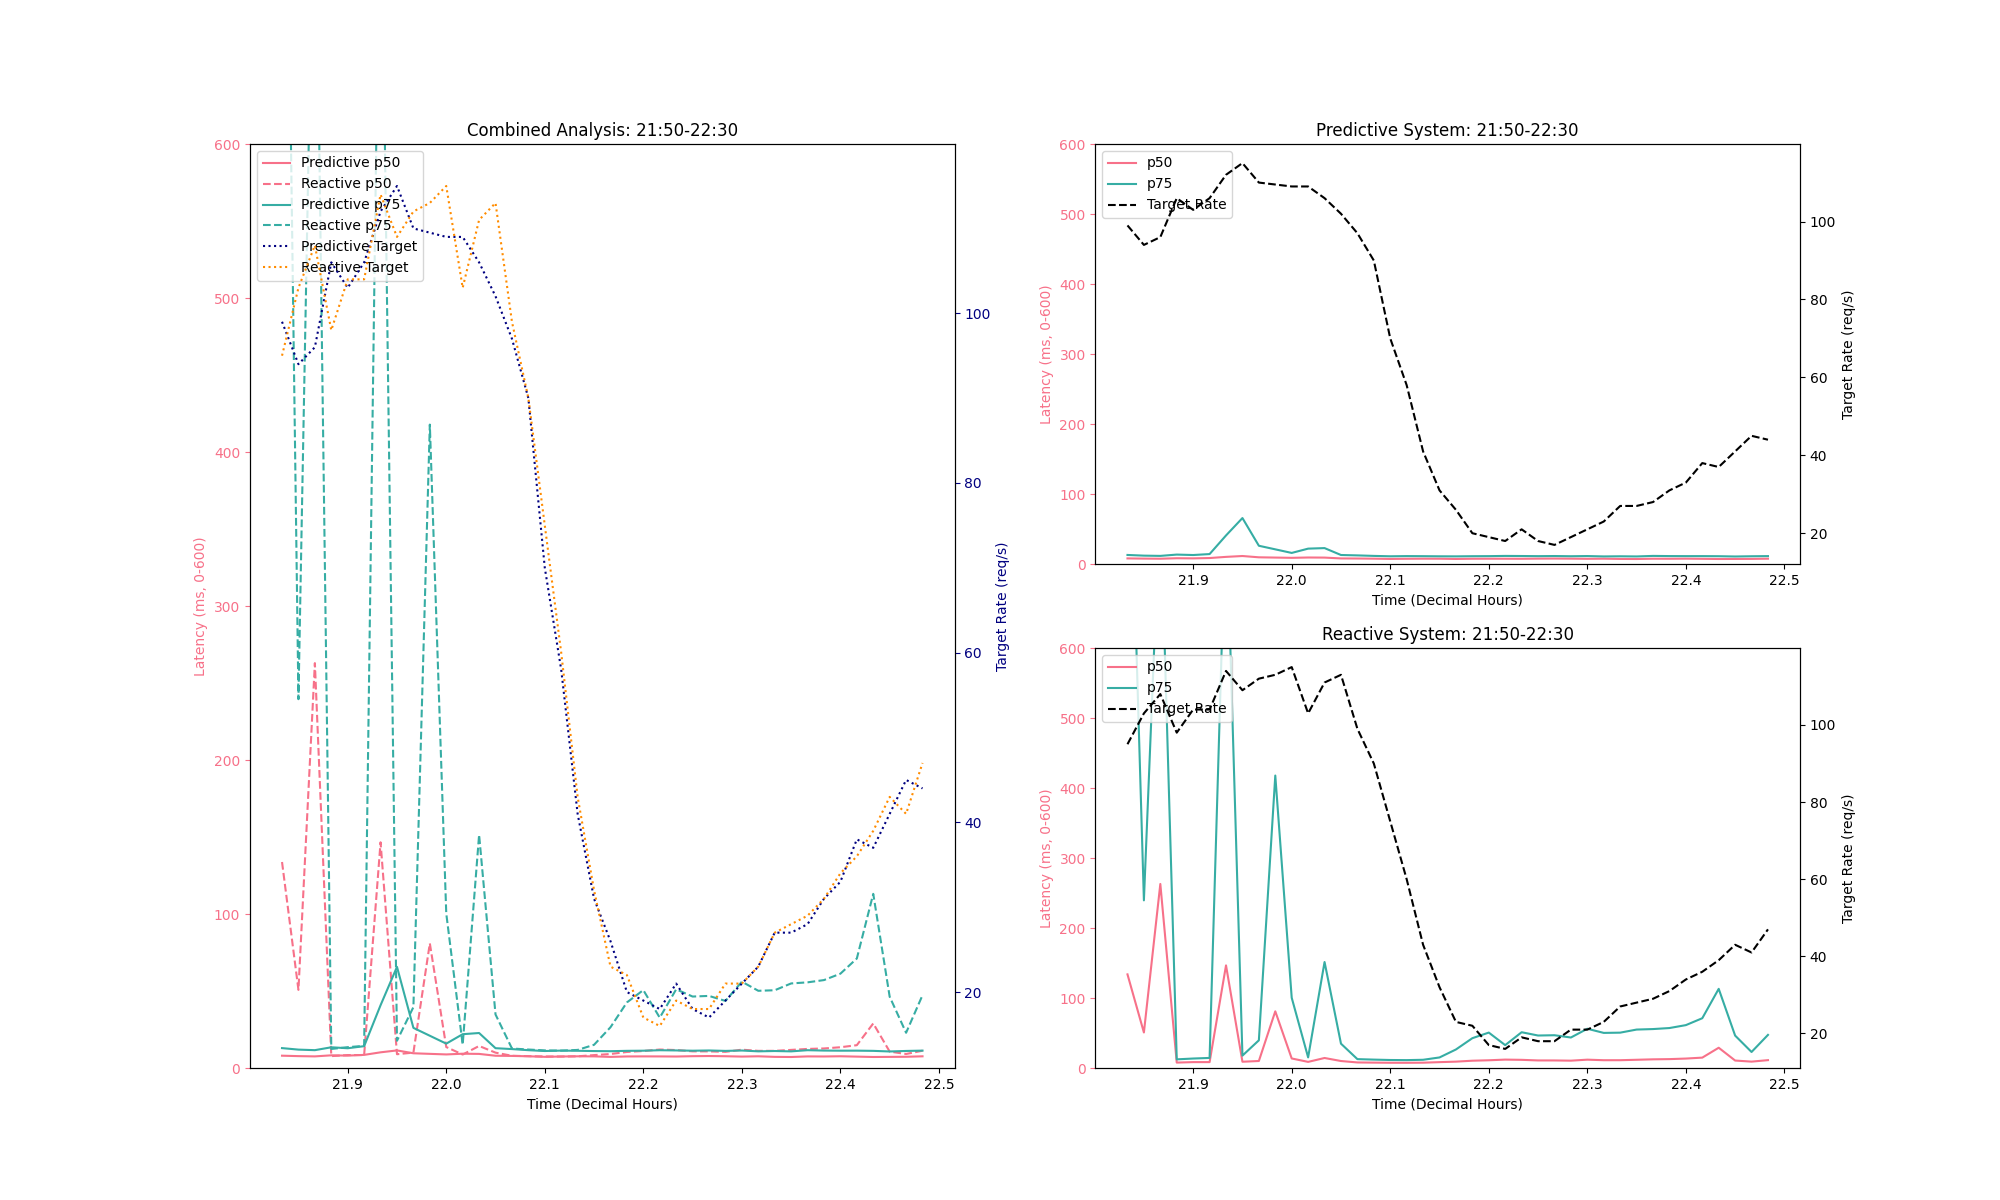 Combined Analysis: 21:50-22:30
600
500
400
300
200
100
0
Latency (ms, 0-600)
Predictive p50
Reactive p50
Predictive p75
Reactive p75
Predictive Target
Reactive Target
100
80
60
40
20
Target Rate (req/s)
21.9 22.0 22.1 22.2 22.3 22.4 22.5
Time (Decimal Hours)
Predictive System: 21:50-22:30
600
500
400
300
200
100
0
Latency (ms, 0-600)
p50
p75
Target Rate
100
80
60
40
20
Target Rate (req/s)
21.9 22.0 22.1 22.2 22.3 22.4 22.5
Time (Decimal Hours)
Reactive System: 21:50-22:30
600
500
400
300
200
100
0
Latency (ms, 0-600)
p50
p75
Target Rate
100
80
60
40
20
Target Rate (req/s)
21.9 22.0 22.1 22.2 22.3 22.4 22.5
Time (Decimal Hours)